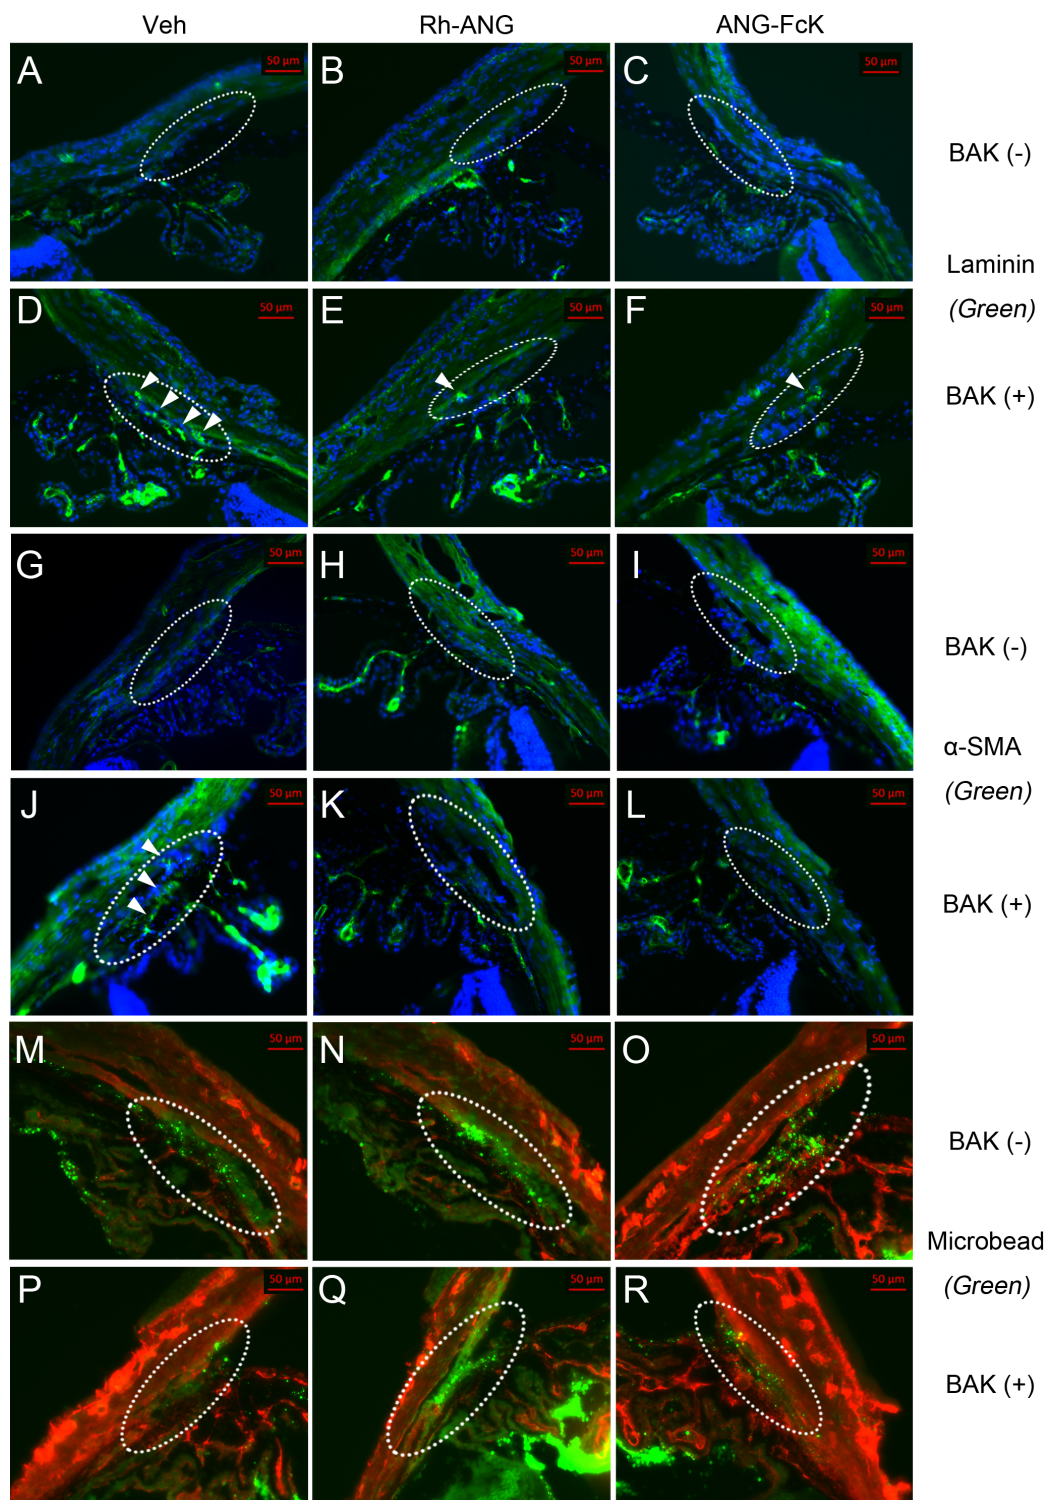 Veh Rh-ANG ANG-FcK
A 50 µm B 50 µm C 50 µm
BAK (-)
Laminin
(Green)
D 50 µm E 50 µm F 50 µm
BAK (+)
G 50 µm H 50 µm I 50 µm
BAK (-)
α-SMA
(Green)
J 50 µm K 50 µm L 50 µm
BAK (+)
M 50 µm N 50 µm O 50 µm
BAK (-)
Microbead
(Green)
P 50 µm Q 50 µm R 50 µm
BAK (+)